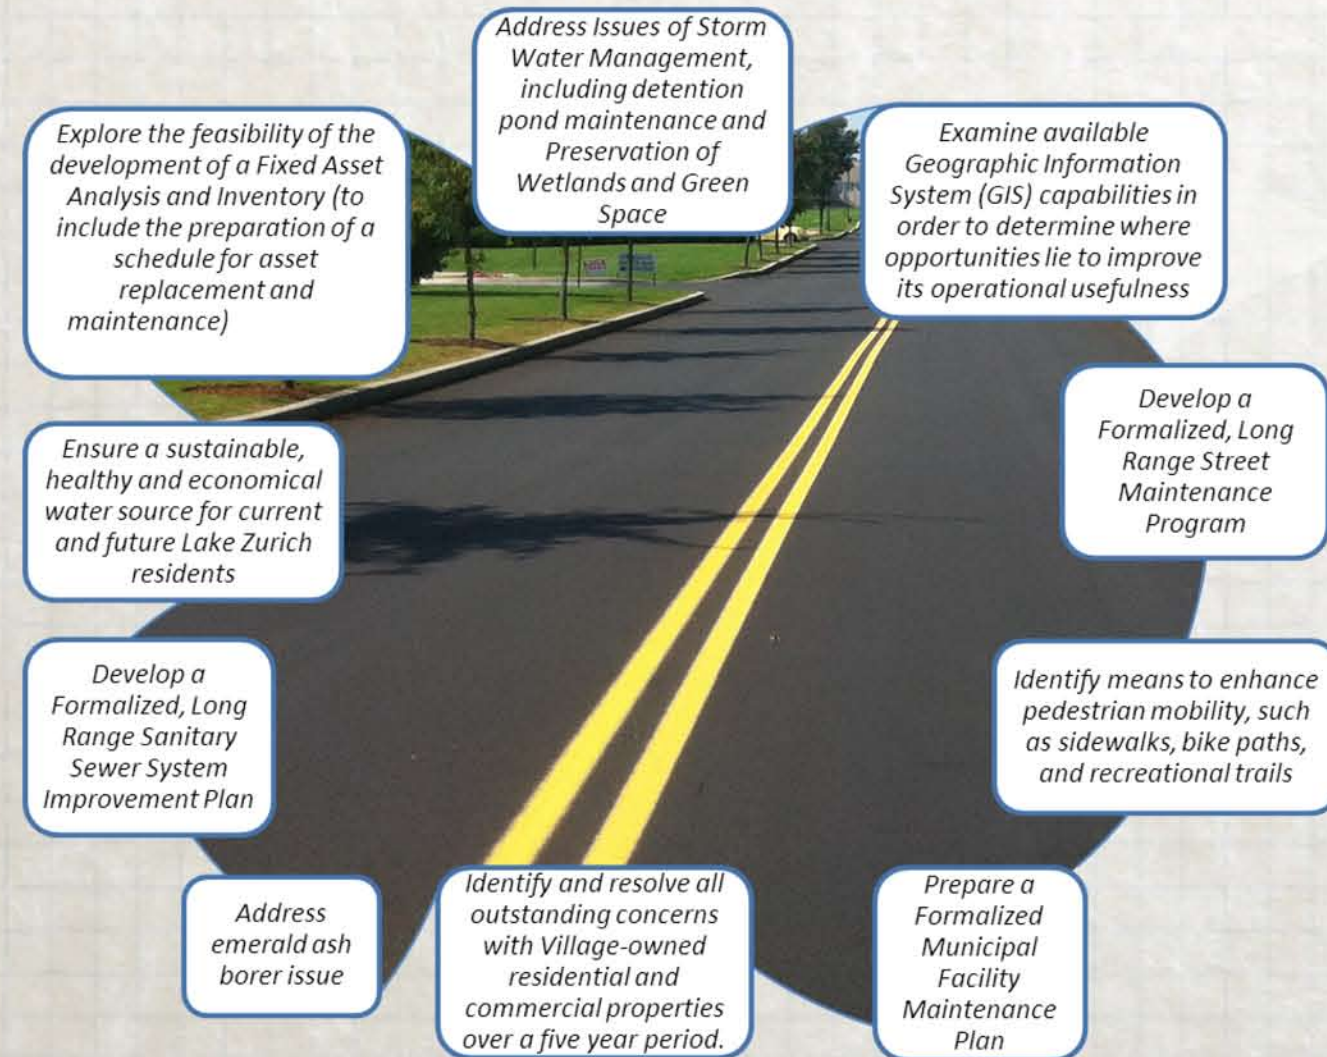 Address Issues of Storm
Water Management,
including detention
pond maintenance and
Preservation of
Wetlands and Green
Space
Examine available
Geographic Information
System (GIS) capabilities in
order to determine where
opportunities lie to improve
its operational usefulness
Develop a
Formalized, Long
Range Street
Maintenance
Program
Identify means to enhance
pedestrian mobility, such
as sidewalks, bike paths,
and recreational trails
Prepare a
Formalized
Municipal
Facility
Maintenance
Plan
Identify and resolve all
outstanding concerns
with Village-owned
residential and
commercial properties
over a five year period.
Address
emerald ash
borer issue
Develop a
Formalized, Long
Range Sanitary
Sewer System
Improvement Plan
Ensure a sustainable,
healthy and economical
water source for current
and future Lake Zurich
residents
Explore the feasibility of the
development of a Fixed Asset
Analysis and Inventory (to
include the preparation of a
schedule for asset
replacement and
maintenance)